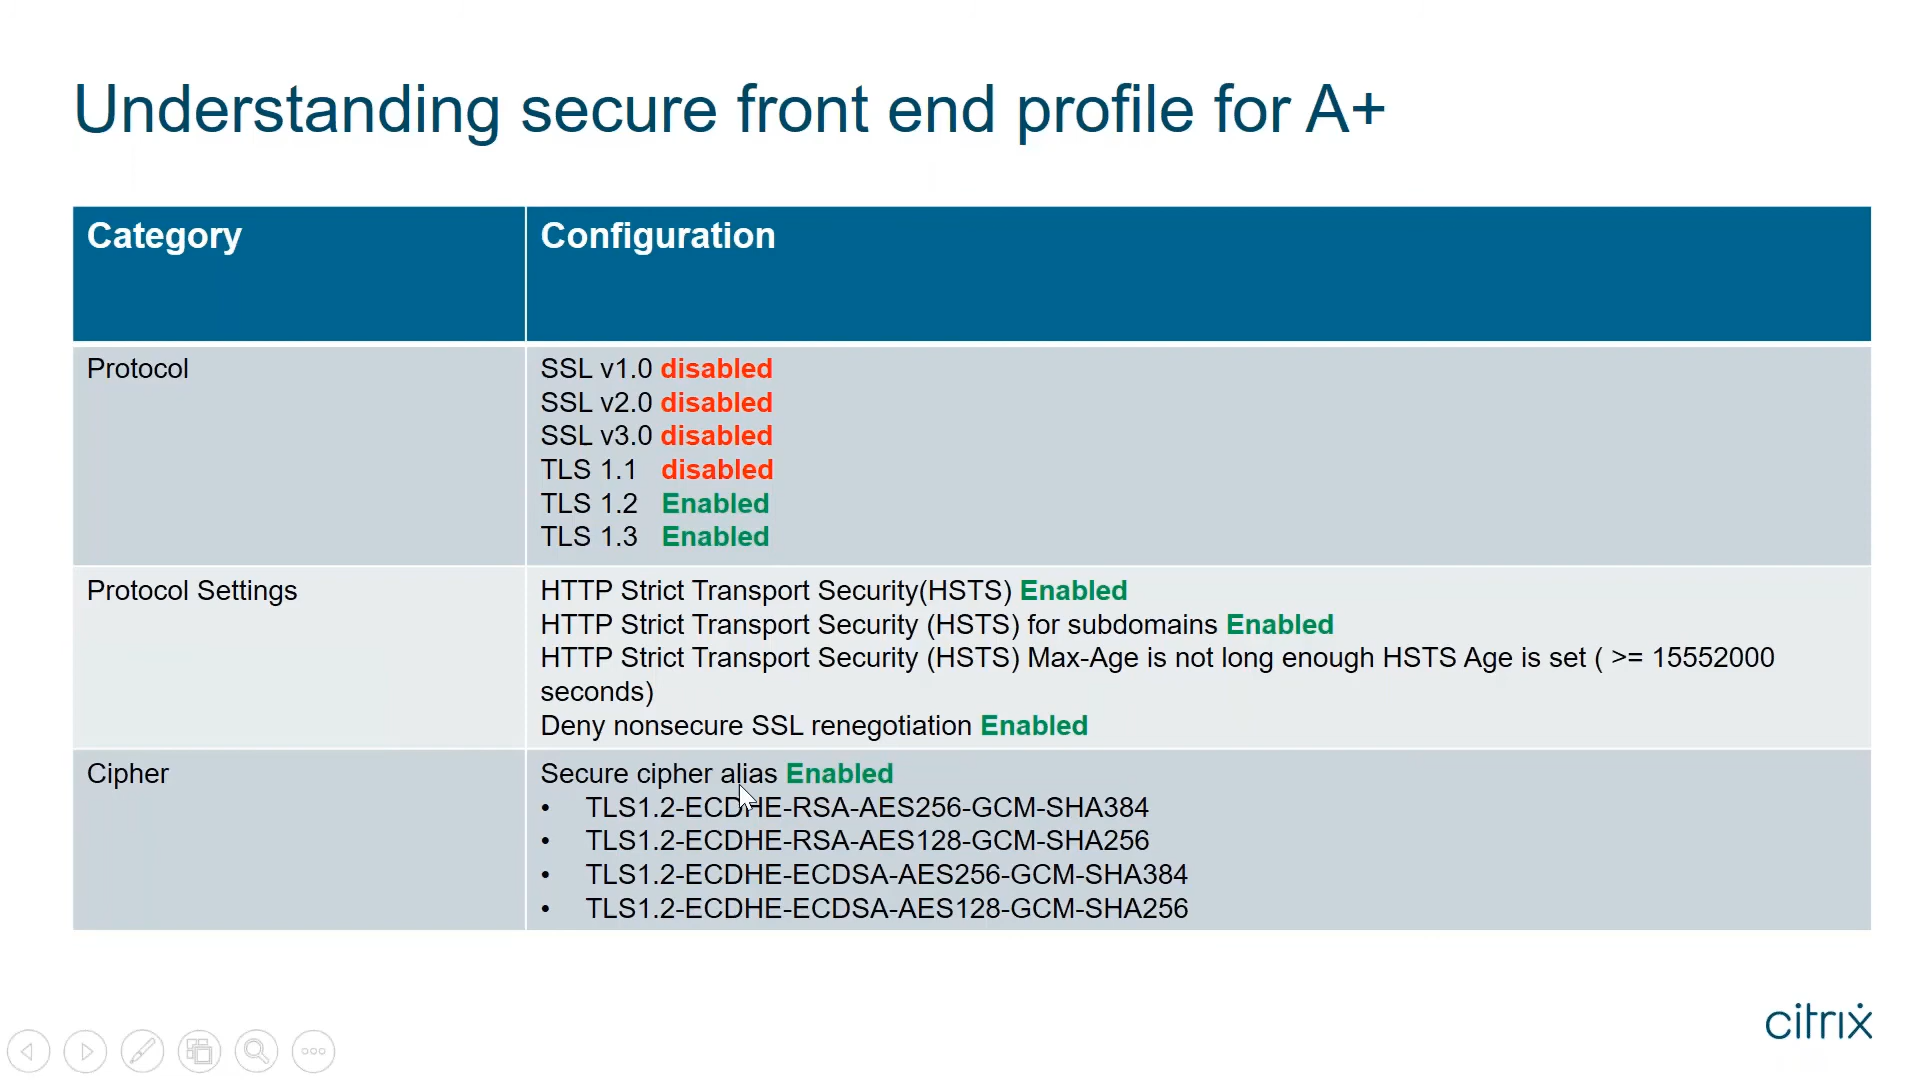 Understanding secure front end profile for A+
Category
Configuration
Protocol
SSL v1.0 disabled
SSL v2.0 disabled
SSL v3.0 disabled
TLS 1.1 disabled
TLS 1.2 Enabled
TLS 1.3 Enabled
Protocol Settings
HTTP Strict Transport Security(HSTS) Enabled
HTTP Strict Transport Security (HSTS) for subdomains Enabled
HTTP Strict Transport Security (HSTS) Max-Age is not long enough HSTS Age is set ( >= 15552000
seconds)
Deny nonsecure SSL renegotiation Enabled
Cipher
Secure cipher alias Enabled
• TLS1.2-ECDHE-RSA-AES256-GCM-SHA384
• TLS1.2-ECDHE-RSA-AES128-GCM-SHA256
• TLS1.2-ECDHE-ECDSA-AES256-GCM-SHA384
• TLS1.2-ECDHE-ECDSA-AES128-GCM-SHA256
citrix